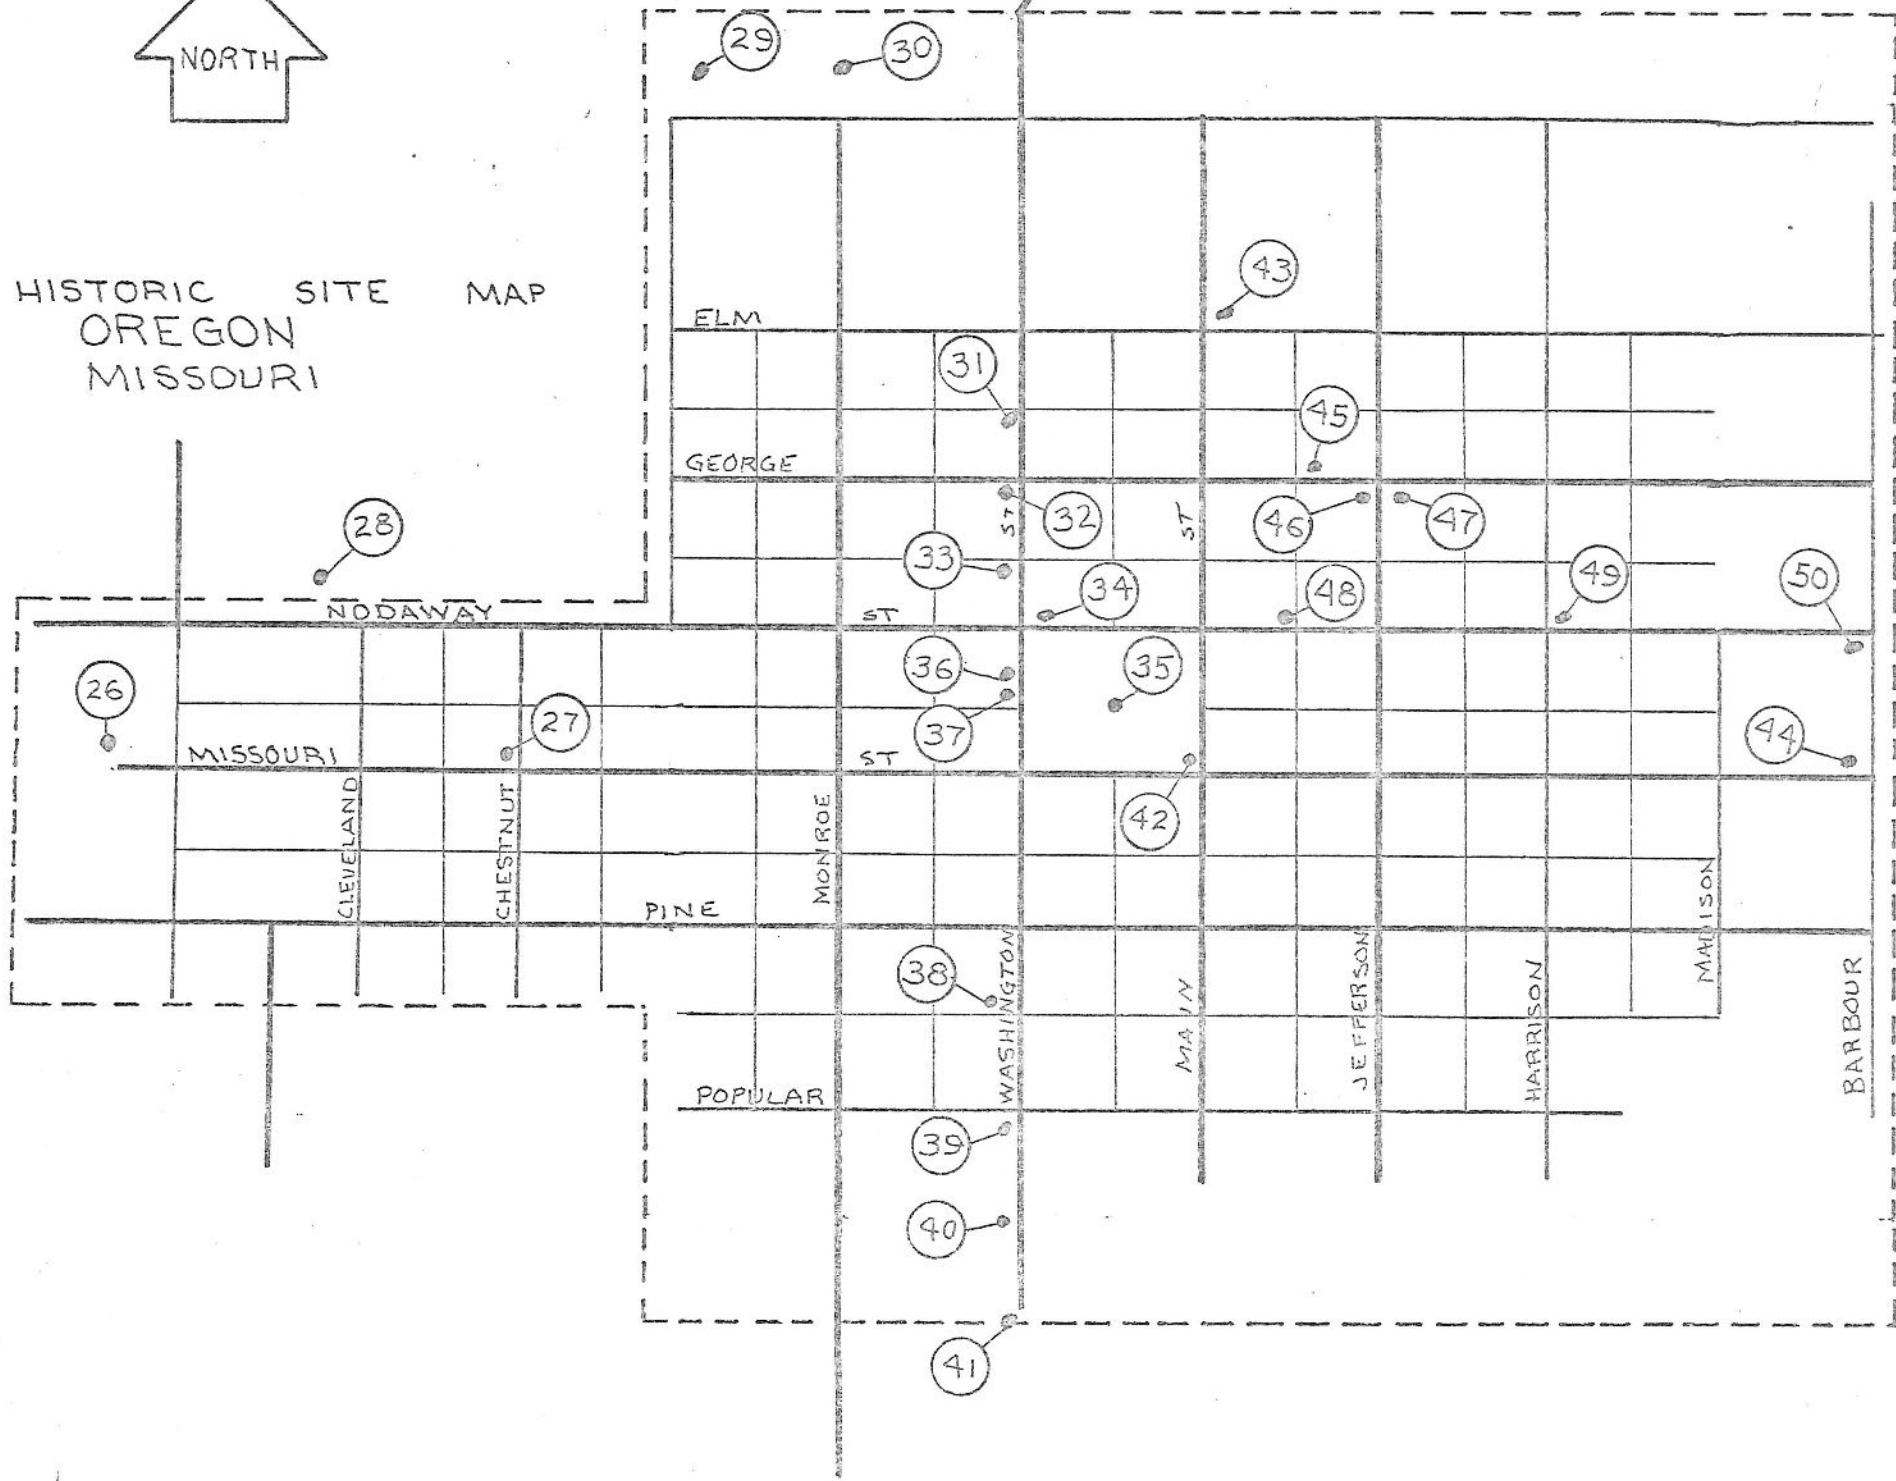 29
30
NORTH
43
HISTORIC SITE MAP
OREGON
MISSOURI
ELM
31
45
GEORGE
28
ST
32
ST
46
47
33
34
48
49
50
NODAWAY ST
26
36
35
27
37
44
MISSOURI ST
42
CLEVELAND
CHESTNUT
MONROE
PINE
38
WASHINGTON
MAIN
JEFFERSON
HARRISON
MADISON
BARBOUR
POPULAR
39
40
41